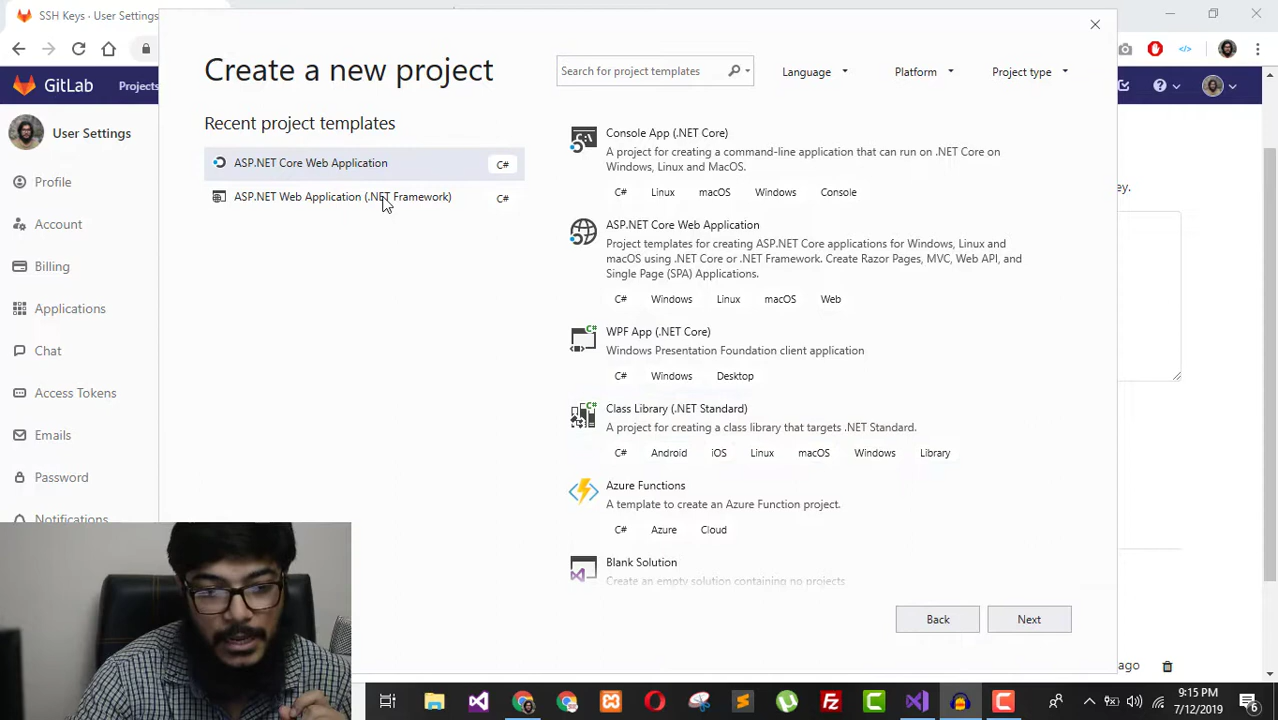 SSH Keys · User Settings
GitLab
Projects
User Settings
Profile
Account
Billing
Applications
Chat
Access Tokens
Emails
Password
Notifications
Create a new project
Search for project templates
Language
Platform
Project type
Recent project templates
ASP.NET Core Web Application
C#
ASP.NET Web Application (.NET Framework)
C#
Console App (.NET Core)
A project for creating a command-line application that can run on .NET Core on
Windows, Linux and MacOS.
C# Linux macOS Windows Console
ASP.NET Core Web Application
Project templates for creating ASP.NET Core applications for Windows, Linux and
macOS using .NET Core or .NET Framework. Create Razor Pages, MVC, Web API, and
Single Page (SPA) Applications.
C# Windows Linux macOS Web
WPF App (.NET Core)
Windows Presentation Foundation client application
C# Windows Desktop
Class Library (.NET Standard)
A project for creating a class library that targets .NET Standard.
C# Android iOS Linux macOS Windows Library
Azure Functions
A template to create an Azure Function project.
C# Azure Cloud
Blank Solution
Create an empty solution containing no projects
Back
Next
key.
ago
9:15 PM
7/12/2019
6